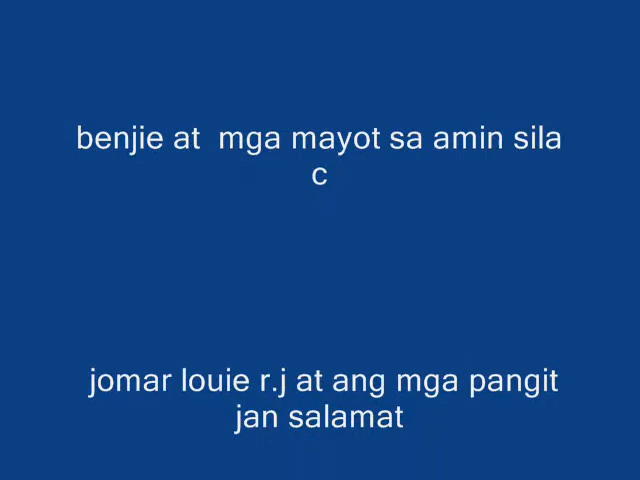 benjie at  mga mayot sa amin sila
c
jomar louie r.j at ang mga pangit
jan salamat